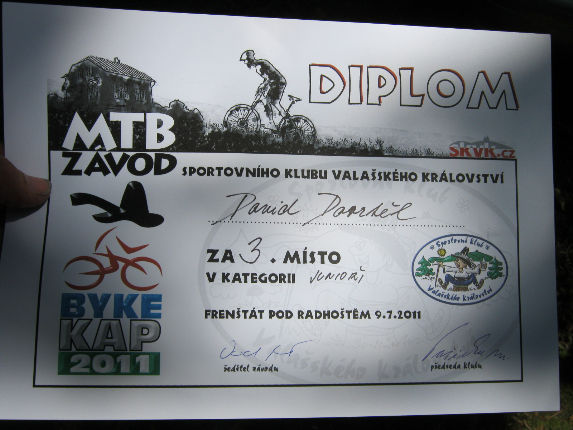 DIPLOM
MTB
ZÁVOD
SKVK.cz
SPORTOVNÍHO KLUBU VALAŠSKÉHO KRÁLOVSTVÍ
David
ZA 3. MÍSTO
V KATEGORII JUNIOŘI
Sportovní klub
Valašského království
BYKE
KAP
2011
FRENŠTÁT POD RADHOŠTĚM 9.7.2011
ředitel závodu
předseda klubu